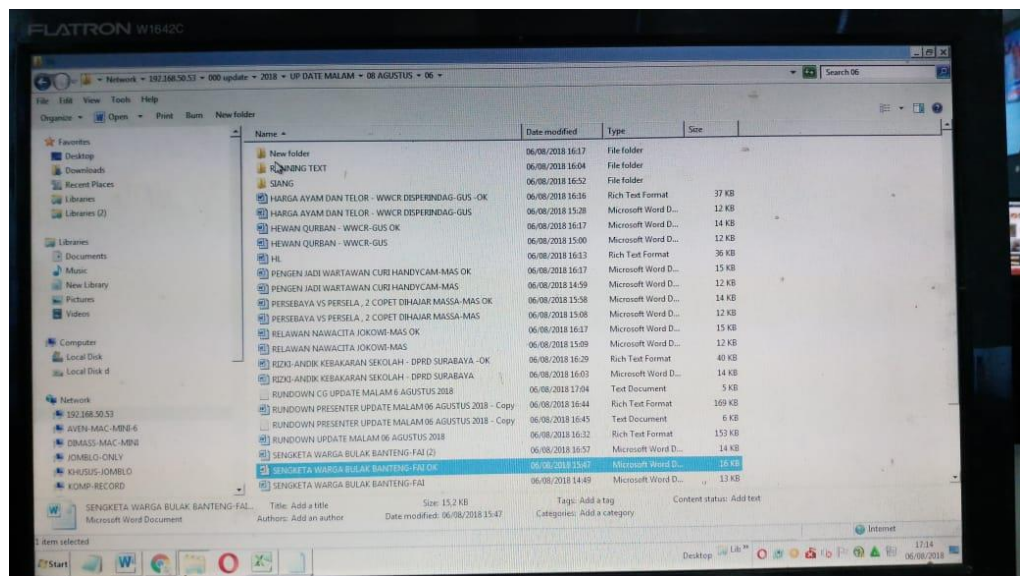 FLATRON W1642C
Network 192.168.50.53 000 update 2018 UP DATE MALAM 08 AGUSTUS 06
Search 06
File Edit View Tools Help
Organize Open Print Burn New folder
Name Date modified Type Size
Favorites
Desktop
Downloads
Recent Places
Libraries
Libraries (2)
Libraries
Documents
Music
New Library
Pictures
Videos
Computer
Local Disk
Local Disk d
Network
192.168.50.53
AVEN-MAC-MINI-6
DIMASS-MAC-MINI
JOMBLO-ONLY
KHUSUS-JOMBLO
KOMP-RECORD
New folder 06/08/2018 16:17 File folder
RUNNING TEXT 06/08/2018 16:04 File folder
SIANG 06/08/2018 16:52 File folder
HARGA AYAM DAN TELOR - WWCR DISPERINDAG-GUS -OK 06/08/2018 16:16 Rich Text Format 37 KB
HARGA AYAM DAN TELOR - WWCR DISPERINDAG-GUS 06/08/2018 15:28 Microsoft Word D... 12 KB
HEWAN QURBAN - WWCR-GUS OK 06/08/2018 16:17 Microsoft Word D... 14 KB
HEWAN QURBAN - WWCR-GUS 06/08/2018 15:00 Microsoft Word D... 12 KB
HL 06/08/2018 16:13 Rich Text Format 36 KB
PENGEN JADI WARTAWAN CURI HANDYCAM-MAS OK 06/08/2018 16:17 Microsoft Word D... 15 KB
PENGEN JADI WARTAWAN CURI HANDYCAM-MAS 06/08/2018 14:59 Microsoft Word D... 12 KB
PERSEBAYA VS PERSELA , 2 COPET DIHAJAR MASSA-MAS OK 06/08/2018 15:58 Microsoft Word D... 14 KB
PERSEBAYA VS PERSELA , 2 COPET DIHAJAR MASSA-MAS 06/08/2018 15:08 Microsoft Word D... 12 KB
RELAWAN NAWACITA JOKOWI-MAS OK 06/08/2018 16:17 Microsoft Word D... 15 KB
RELAWAN NAWACITA JOKOWI-MAS 06/08/2018 15:09 Microsoft Word D... 12 KB
RIZKI-ANDIK KEBAKARAN SEKOLAH - DPRD SURABAYA -OK 06/08/2018 16:29 Rich Text Format 40 KB
RIZKI-ANDIK KEBAKARAN SEKOLAH - DPRD SURABAYA 06/08/2018 16:03 Microsoft Word D... 14 KB
RUNDOWN CG UPDATE MALAM 6 AGUSTUS 2018 06/08/2018 17:04 Text Document 5 KB
RUNDOWN PRESENTER UPDATE MALAM 06 AGUSTUS 2018 - Copy 06/08/2018 16:44 Rich Text Format 169 KB
RUNDOWN PRESENTER UPDATE MALAM 06 AGUSTUS 2018 - Copy 06/08/2018 16:45 Text Document 6 KB
RUNDOWN UPDATE MALAM 06 AGUSTUS 2018 06/08/2018 16:32 Rich Text Format 153 KB
SENGKETA WARGA BULAK BANTENG-FAI (2) 06/08/2018 16:57 Microsoft Word D... 14 KB
SENGKETA WARGA BULAK BANTENG-FAI OK 06/08/2018 15:47 Microsoft Word D... 16 KB
SENGKETA WARGA BULAK BANTENG-FAI 06/08/2018 14:49 Microsoft Word D... 13 KB
SENGKETA WARGA BULAK BANTENG-FAI... Title: Add a title Size: 15,2 KB Tags: Add a tag Content status: Add text
Microsoft Word Document Authors: Add an author Date modified: 06/08/2018 15:47 Categories: Add a category
Internet
1 item selected
Start Desktop Lib 17:14
06/08/2018